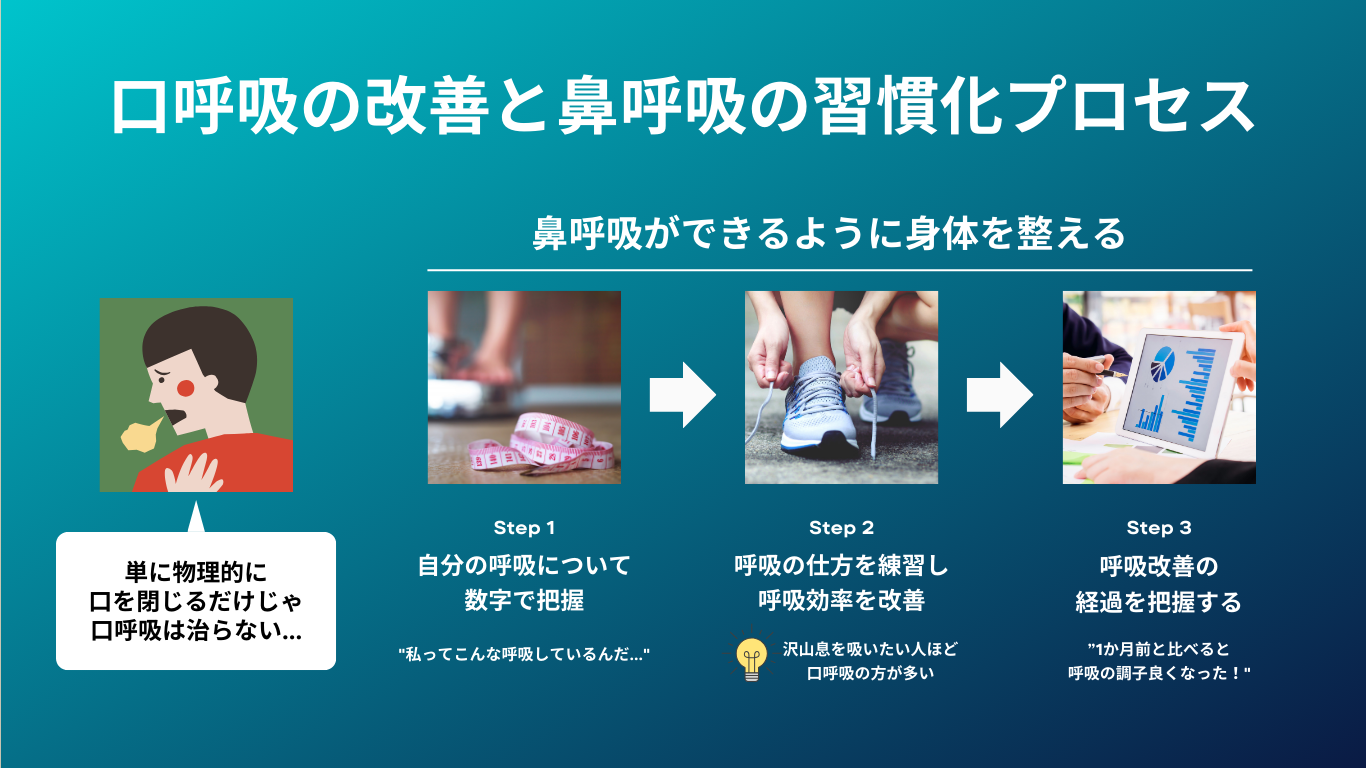 口呼吸の改善と鼻呼吸の習慣化プロセス
鼻呼吸ができるように身体を整える
単に物理的に
口を閉じるだけじゃ
口呼吸は治らない...
Step 1
自分の呼吸について
数字で把握
"私ってこんな呼吸しているんだ..."
Step 2
呼吸の仕方を練習し
呼吸効率を改善
沢山息を吸いたい人ほど
口呼吸の方が多い
Step 3
呼吸改善の
経過を把握する
”1か月前と比べると
呼吸の調子良くなった！"